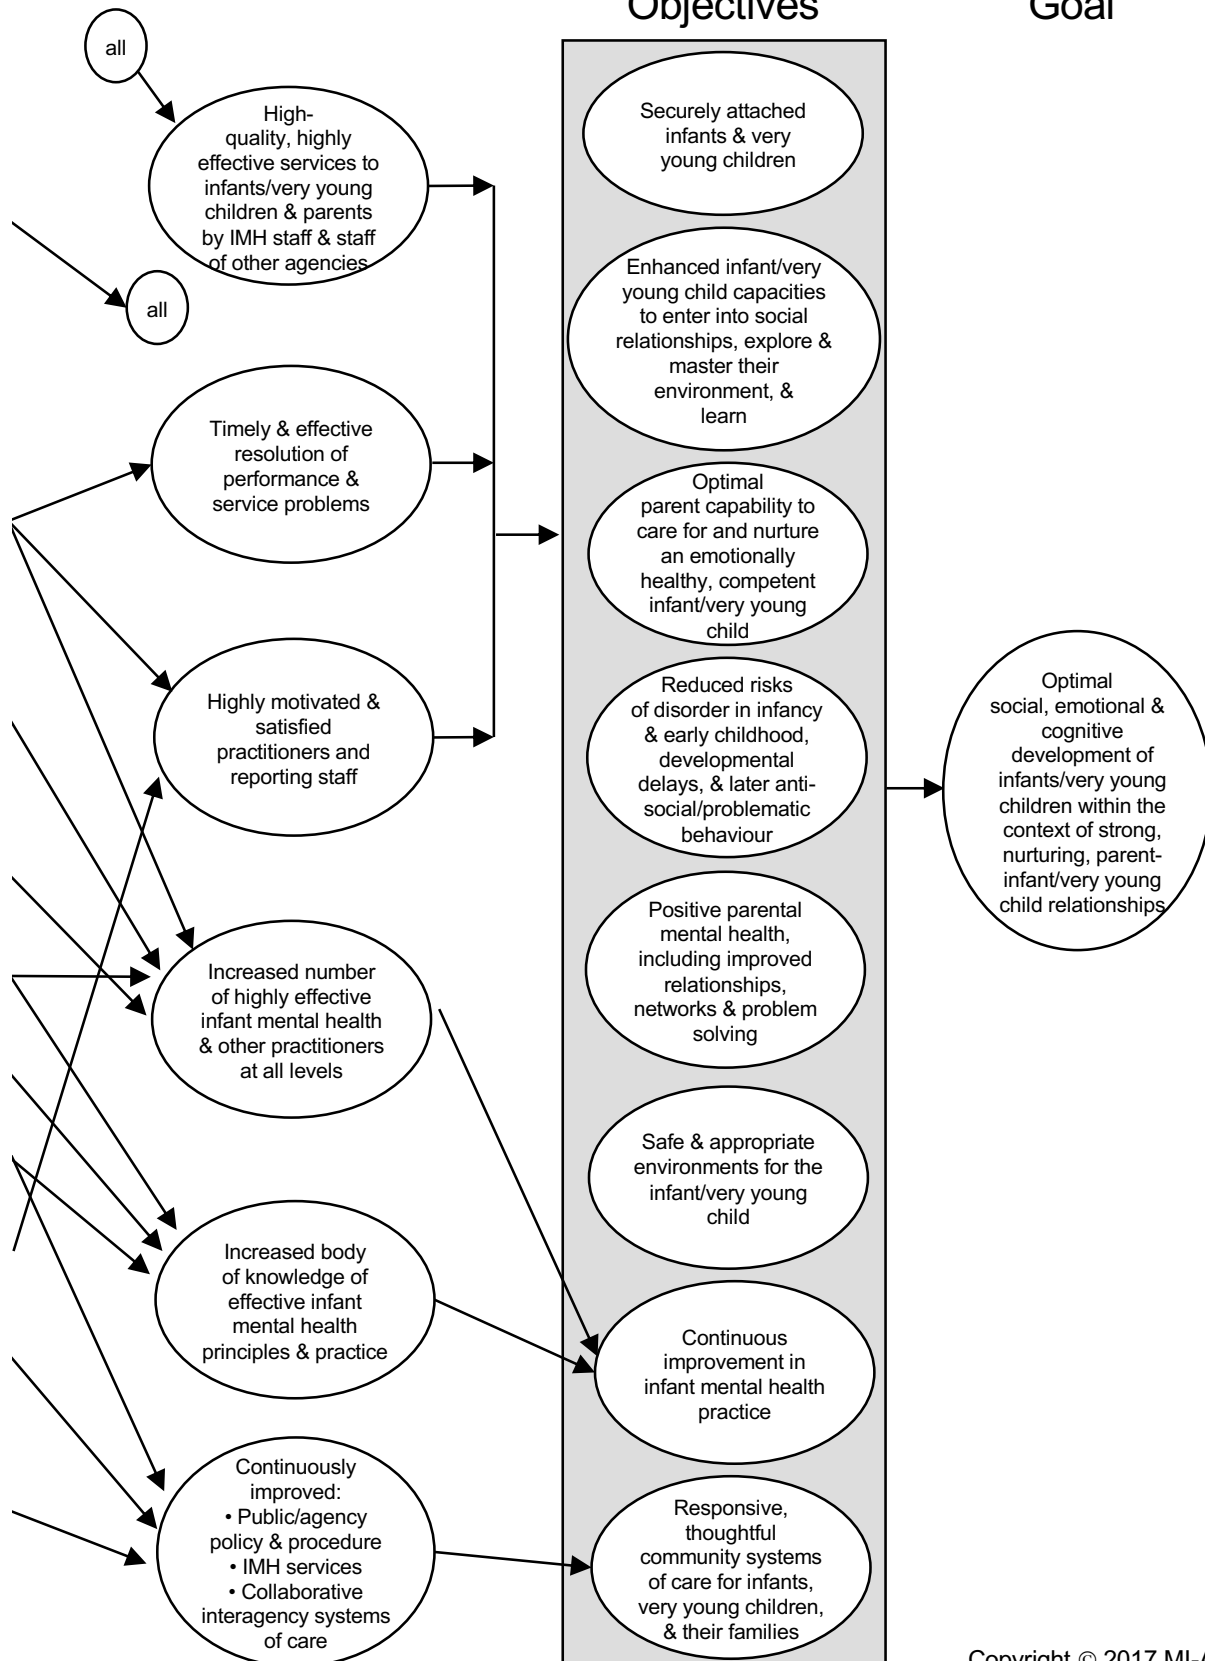 Objectives
Goal
all
High-
quality, highly
effective services to
infants/very young
children & parents
by IMH staff & staff
of other agencies
all
Timely & effective
resolution of
performance &
service problems
Highly motivated &
satisfied
practitioners and
reporting staff
Increased number
of highly effective
infant mental health
& other practitioners
at all levels
Increased body
of knowledge of
effective infant
mental health
principles & practice
Continuously
improved:
• Public/agency
policy & procedure
• IMH services
• Collaborative
interagency systems
of care
Securely attached
infants & very
young children
Enhanced infant/very
young child capacities
to enter into social
relationships, explore &
master their
environment, &
learn
Optimal
parent capability to
care for and nurture
an emotionally
healthy, competent
infant/very young
child
Reduced risks
of disorder in infancy
& early childhood,
developmental
delays, & later anti-
social/problematic
behaviour
Positive parental
mental health,
including improved
relationships,
networks & problem
solving
Safe & appropriate
environments for the
infant/very young
child
Continuous
improvement in
infant mental health
practice
Responsive,
thoughtful
community systems
of care for infants,
very young children,
& their families
Optimal
social, emotional &
cognitive
development of
infants/very young
children within the
context of strong,
nurturing, parent-
infant/very young
child relationships
Copyright © 2017 MI-